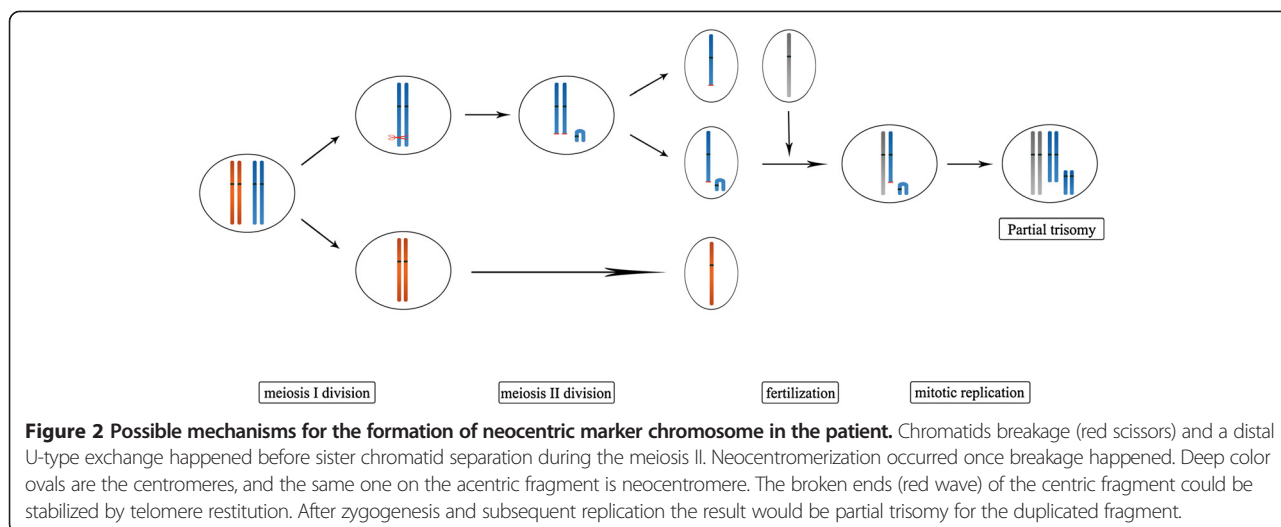 Partial trisomy
meiosis I division
meiosis II division
fertilization
mitotic replication
Figure 2 Possible mechanisms for the formation of neocentric marker chromosome in the patient. Chromatids breakage (red scissors) and a distal
U-type exchange happened before sister chromatid separation during the meiosis II. Neocentromerization occurred once breakage happened. Deep color
ovals are the centromeres, and the same one on the acentric fragment is neocentromere. The broken ends (red wave) of the centric fragment could be
stabilized by telomere restitution. After zygogenesis and subsequent replication the result would be partial trisomy for the duplicated fragment.